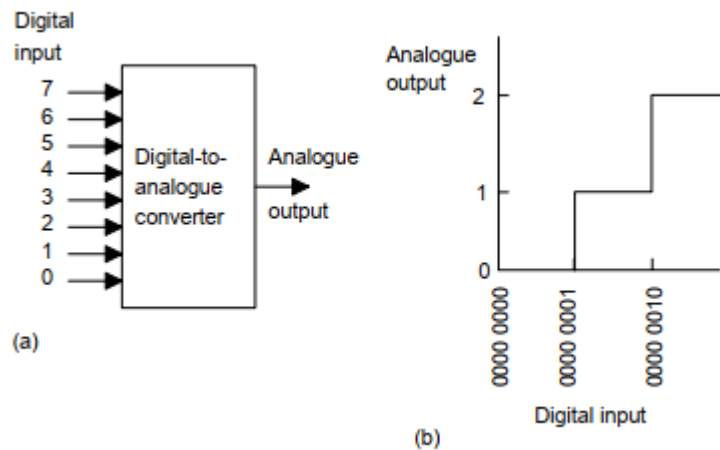 Digital
input
7
6
5
4
3
2
1
0
Digital-to-
analogue
converter
Analogue
output
(a)
Analogue
output
2
1
0
0000 0000
0000 0001
0000 0010
Digital input
(b)